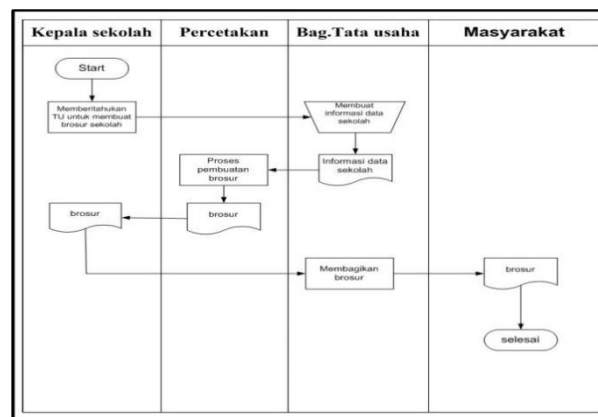 Kepala sekolah
Percetakan
Bag.Tata usaha
Masyarakat
Start
Memberitahukan
TU untuk membuat
brosur sekolah
Membuat
informasi data
sekolah
Informasi data
sekolah
Proses
pembuatan
brosur
brosur
brosur
Membagikan
brosur
brosur
selesai